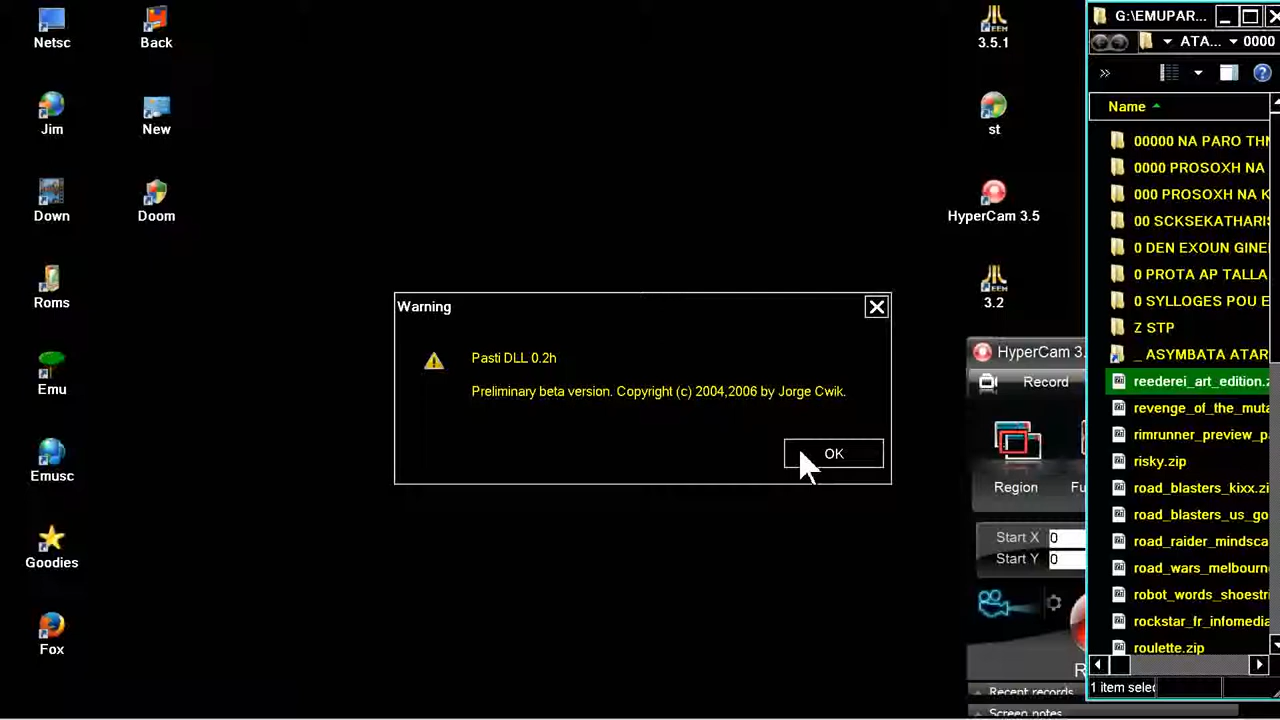 Netsc
Back
Jim
New
Down
Doom
Roms
Emu
Emusc
Goodies
Fox
3.5.1
st
HyperCam 3.5
3.2
Warning
Pasti DLL 0.2h
Preliminary beta version. Copyright (c) 2004,2006 by Jorge Cwik.
OK
HyperCam 3.
Record
Region
Fu
Start X 0
Start Y 0
R
Recent records
Screen notes
G:\EMUPAR...
ATA... 0000
Name
00000 NA PARO THN
0000 PROSOXH NA
000 PROSOXH NA K
00 SCKSEKATHARIS
0 DEN EXOUN GINE
0 PROTA AP TALLA
0 SYLLOGES POU E
Z STP
_ ASYMBATA ATAR
reederei_art_edition.z
revenge_of_the_muta
rimrunner_preview_pa
risky.zip
road_blasters_kixx.zi
road_blasters_us_go
road_raider_mindsca
road_wars_melbourn
robot_words_shoestri
rockstar_fr_infomedia
roulette.zip
1 item selec